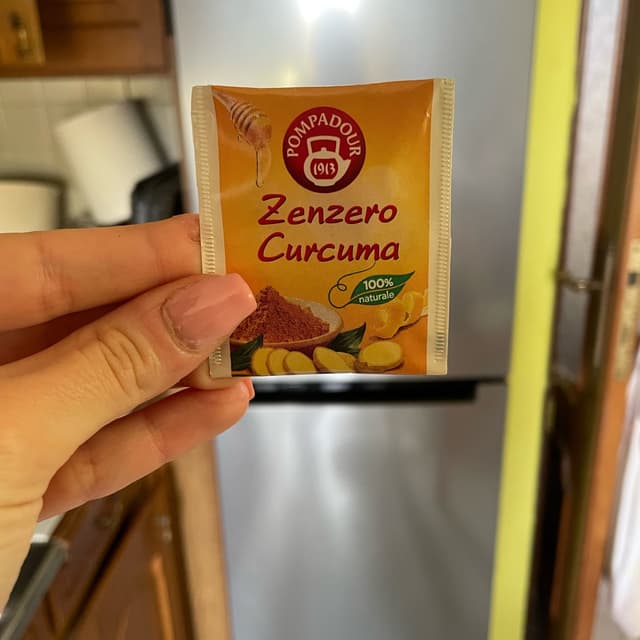 POMPADOUR
1913
Zenzero
Curcuma
100%
naturale